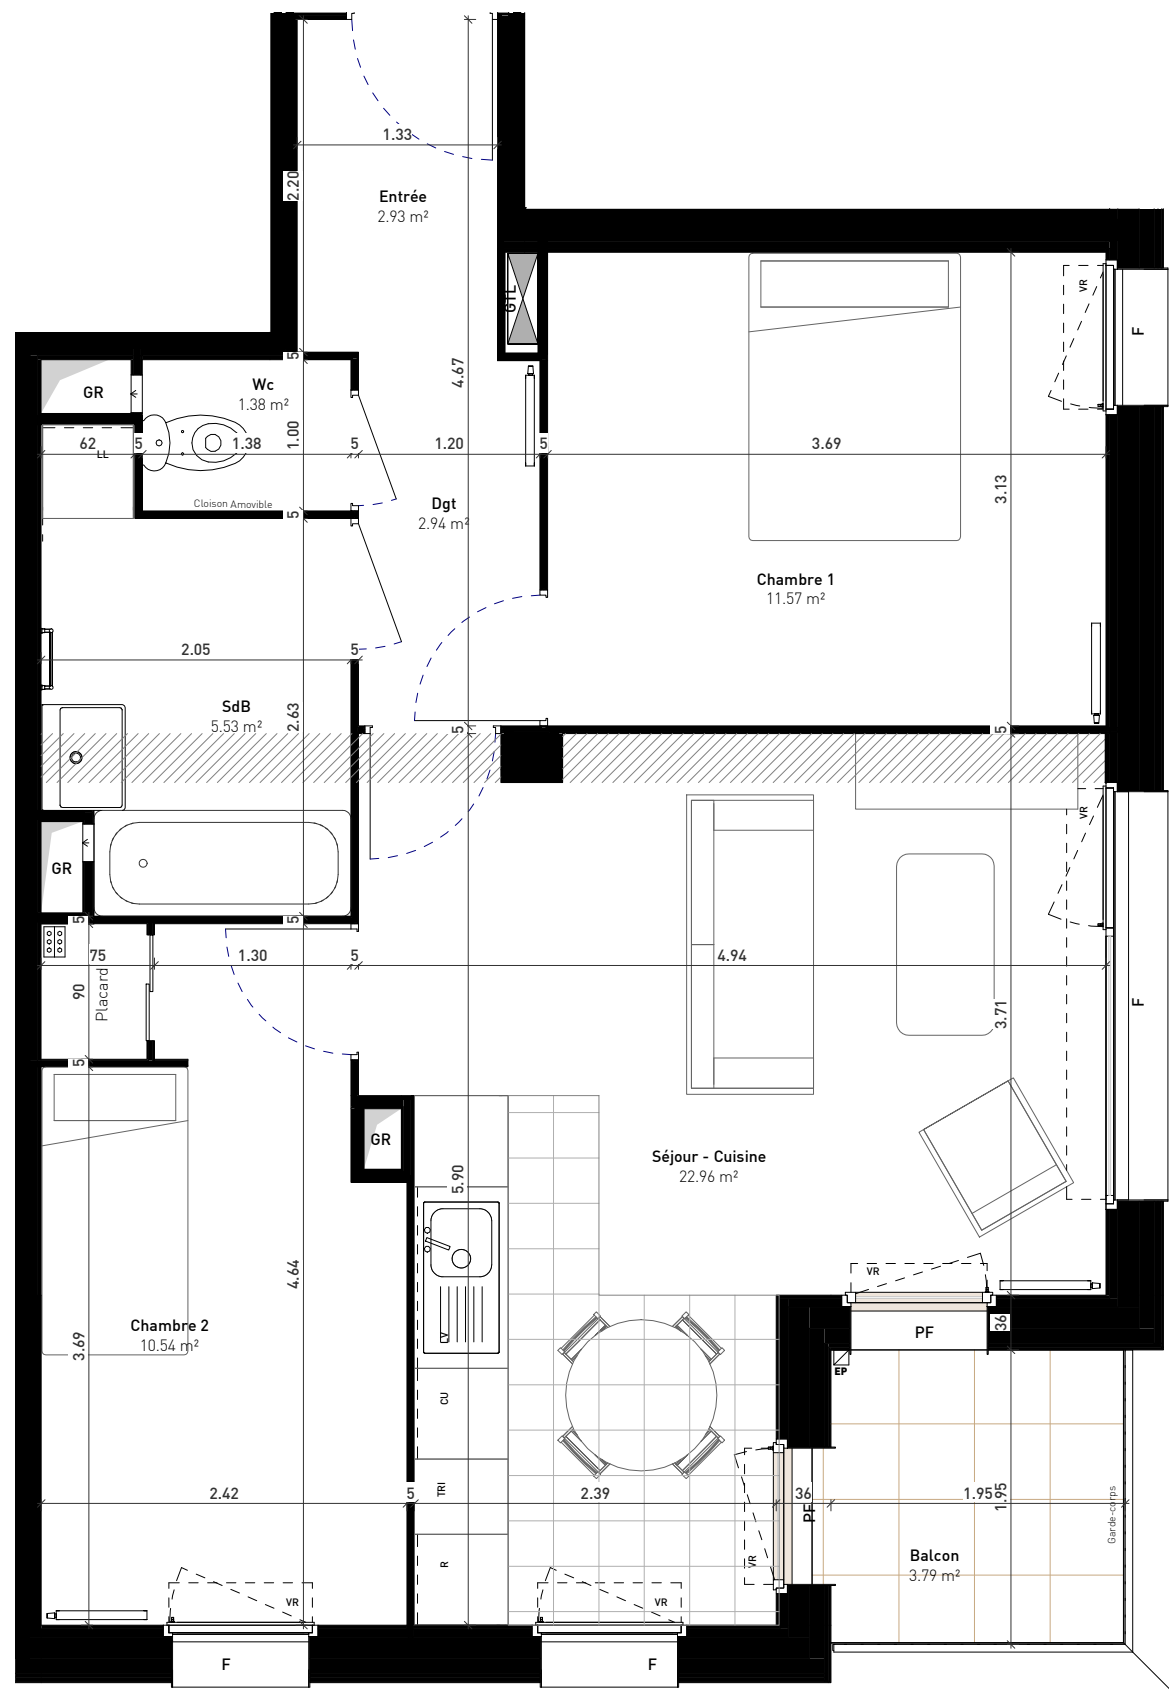 1.33
2.20
Entrée
2.93 m²
GTL
VR
F
5
4.67
GR
Wc
1.38 m²
1.00
62
5
1.38
5
1.20
5
3.69
LL
Cloison Amovible
Dgt
2.94 m²
3.13
5
Chambre 1
11.57 m²
2.05
5
SdB
5.53 m²
2.63
5
5
VR
GR
5
5
75
1.30
5
4.94
90
Placard
3.71
F
5
GR
5.90
Séjour - Cuisine
22.96 m²
4.64
VR
Chambre 2
10.54 m²
3.69
LV
PF
36
EP
CU
TRI
2.42
5
2.39
36
1.95
1.95
PF
Garde-corps
R
VR
Balcon
3.79 m²
VR
VR
F
F